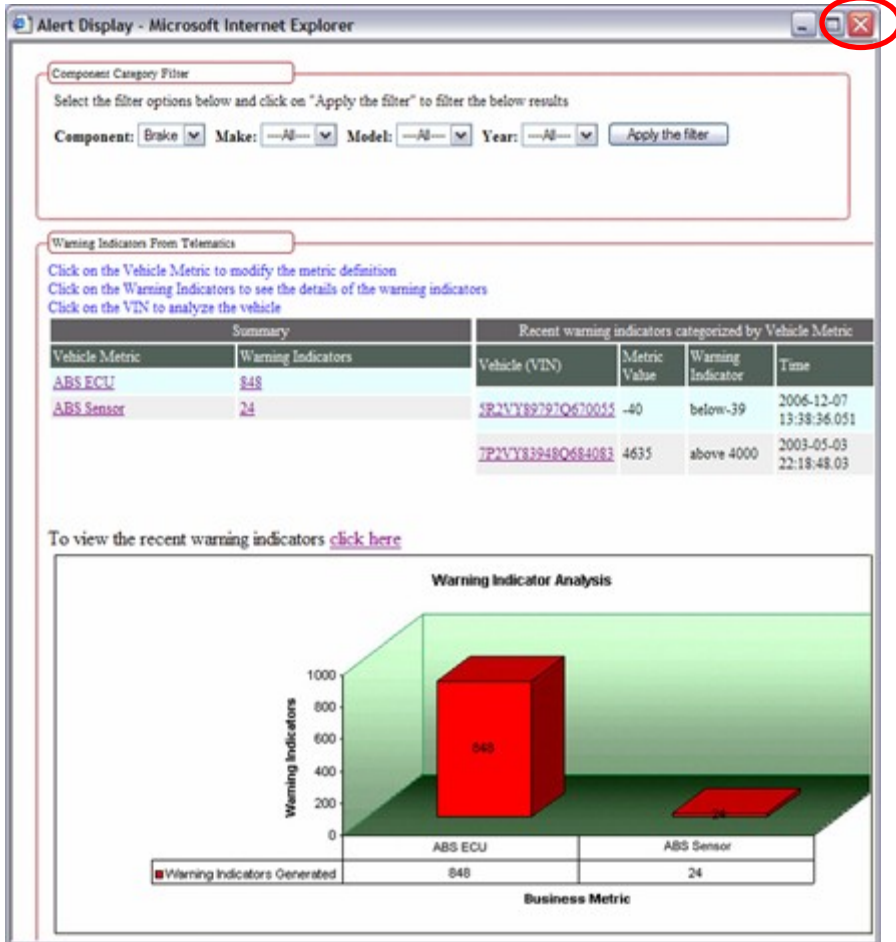 Alert Display - Microsoft Internet Explorer
Component Category Filter
Select the filter options below and click on "Apply the filter" to filter the below results
Component: Brake Make: ---All--- Model: ---All--- Year: ---All--- Apply the filter
Warning Indicators From Telematics
Click on the Vehicle Metric to modify the metric definition
Click on the Warning Indicators to see the details of the warning indicators
Click on the VIN to analyze the vehicle
Summary
Vehicle Metric Warning Indicators
ABS ECU 848
ABS Sensor 24
Recent warning indicators categorized by Vehicle Metric
Vehicle (VIN) Metric Value Warning Indicator Time
5R2VY89797Q670055 -40 below-39 2006-12-07 13:38:36.051
7P2VY83948Q684083 4635 above 4000 2003-05-03 22:18:48.03
To view the recent warning indicators click here
Warning Indicator Analysis
Warning Indicators
1000
800
600
400
200
0
848
24
ABS ECU ABS Sensor
Warning Indicators Generated 848 24
Business Metric